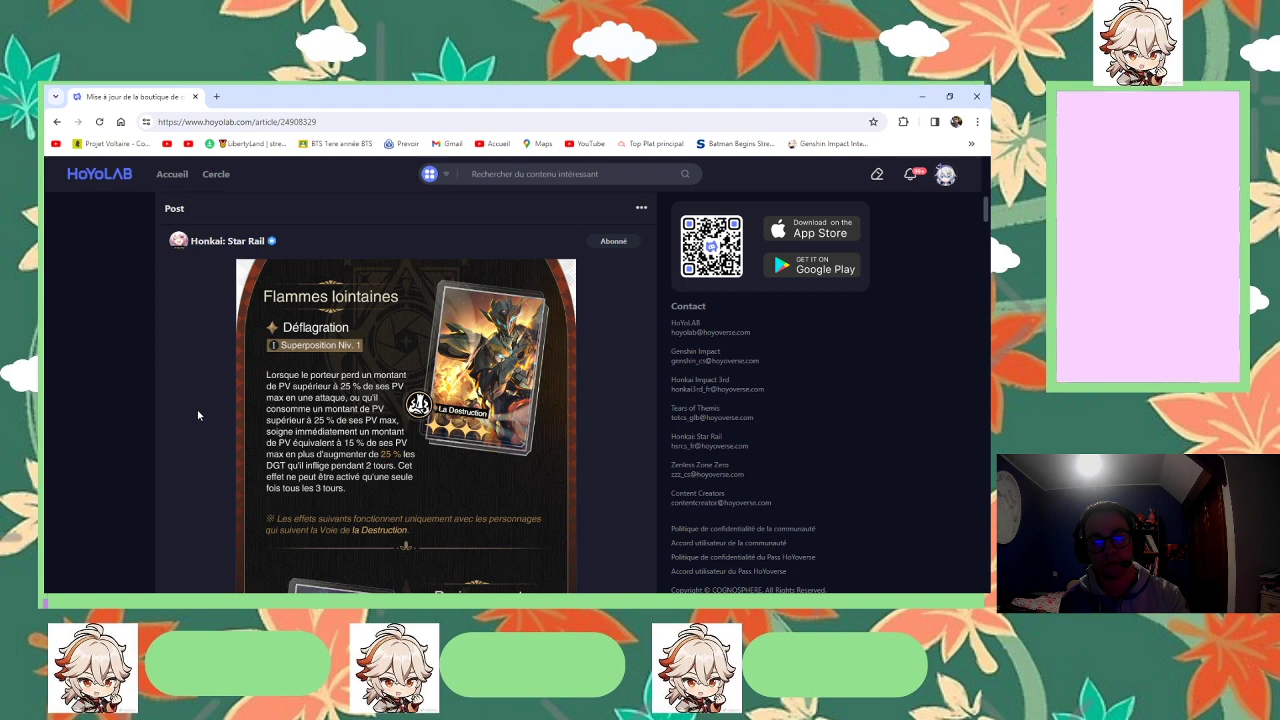 Mise à jour de la boutique de c
https://www.hoyolab.com/article/24908329
Projet Voltaire - Co...
LibertyLand | stre...
BTS 1ere année BTS
Prevoir
Gmail
Accueil
Maps
YouTube
Top Plat principal
Batman Begins Stre...
Genshin Impact Inte...
HoYoLAB
Accueil
Cercle
Rechercher du contenu intéressant
99+
Post
Honkai: Star Rail
Abonné
Flammes lointaines
Déflagration
I Superposition Niv. 1
Lorsque le porteur perd un montant
de PV supérieur à 25 % de ses PV
max en une attaque, ou qu'il
consomme un montant de PV
supérieur à 25 % de ses PV max,
soigne immédiatement un montant
de PV équivalent à 15 % de ses PV
max en plus d'augmenter de 25 % les
DGT qu'il inflige pendant 2 tours. Cet
effet ne peut être activé qu'une seule
fois tous les 3 tours.
La Destruction
※ Les effets suivants fonctionnent uniquement avec les personnages
qui suivent la Voie de la Destruction.
Download on the
App Store
GET IT ON
Google Play
Contact
HoYoLAB
hoyolab@hoyoverse.com
Genshin Impact
genshin_cs@hoyoverse.com
Honkai Impact 3rd
honkai3rd_fr@hoyoverse.com
Tears of Themis
totcs_glb@hoyoverse.com
Honkai: Star Rail
hsrcs_fr@hoyoverse.com
Zenless Zone Zero
zzz_cs@hoyoverse.com
Content Creators
contentcreator@hoyoverse.com
Politique de confidentialité de la communauté
Accord utilisateur de la communauté
Politique de confidentialité du Pass HoYoverse
Accord utilisateur du Pass HoYoverse
Copyright © COGNOSPHERE. All Rights Reserved.